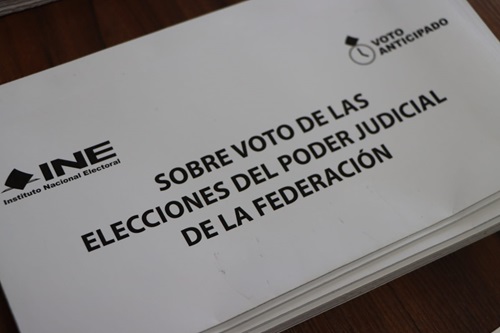 VOTO
ANTICIPADO
INE
Instituto Nacional Electoral
SOBRE VOTO DE LAS
ELECCIONES DEL PODER JUDICIAL
DE LA FEDERACIÓN